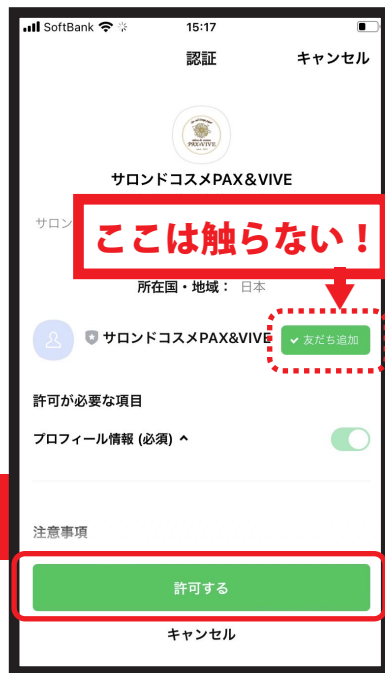 SoftBank 15:17
認証 キャンセル
PAX&VIVE
サロンドコスメPAX&VIVE
サロン
ここは触らない！
所在国・地域： 日本
サロンドコスメPAX&VIVE 友だち追加
許可が必要な項目
プロフィール情報 (必須)
注意事項
許可する
キャンセル